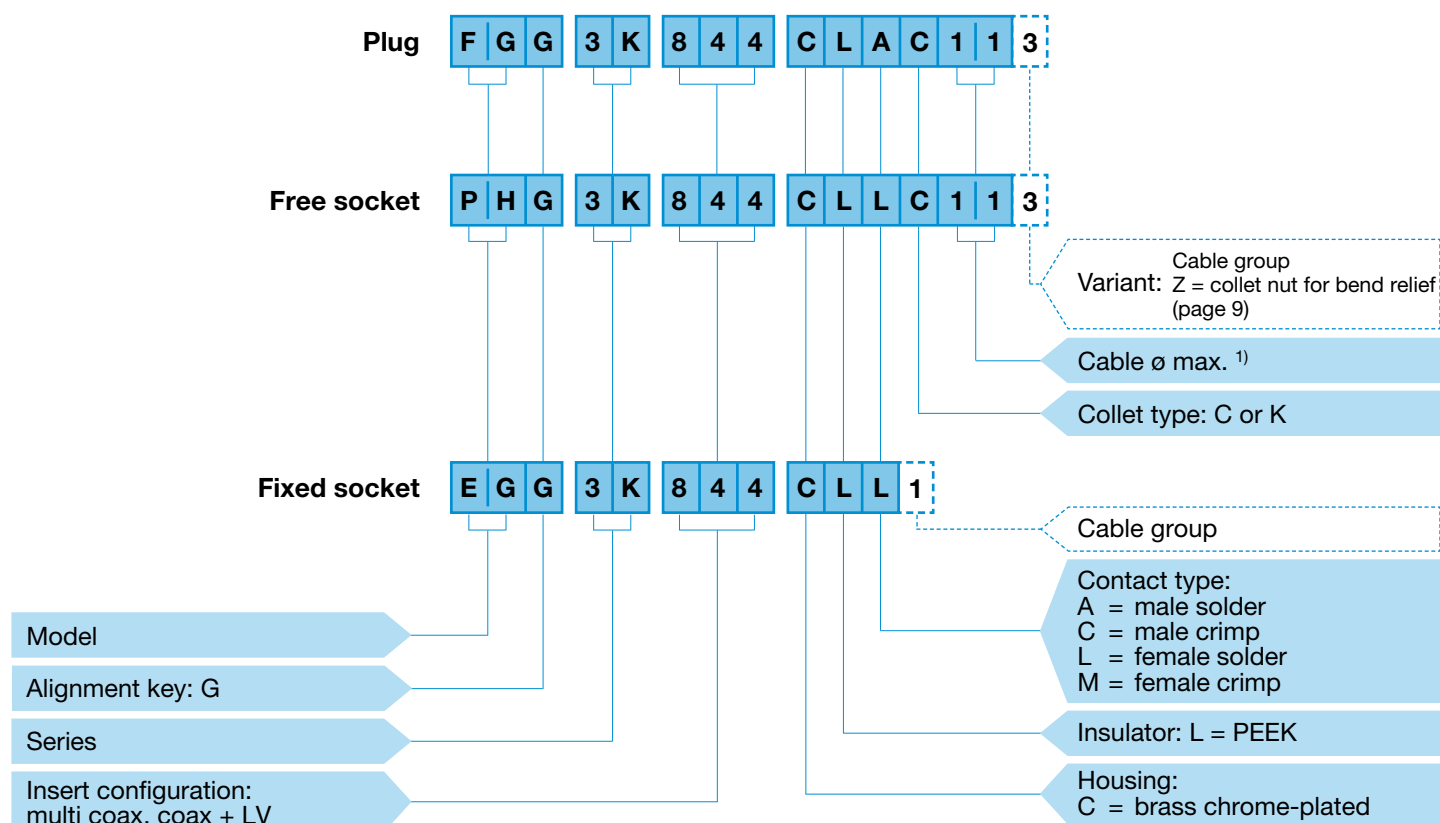 Plug F G G 3 K 8 4 4 C L A C 1 1 3
Free socket P H G 3 K 8 4 4 C L L C 1 1 3
Variant: Cable group
Z = collet nut for bend relief
(page 9)
Cable ø max. 1)
Collet type: C or K
Fixed socket E G G 3 K 8 4 4 C L L 1
Cable group
Contact type:
A = male solder
C = male crimp
L = female solder
M = female crimp
Model
Alignment key: G
Series
Insulator: L = PEEK
Insert configuration:
multi coax, coax + LV
Housing:
C = brass chrome-plated